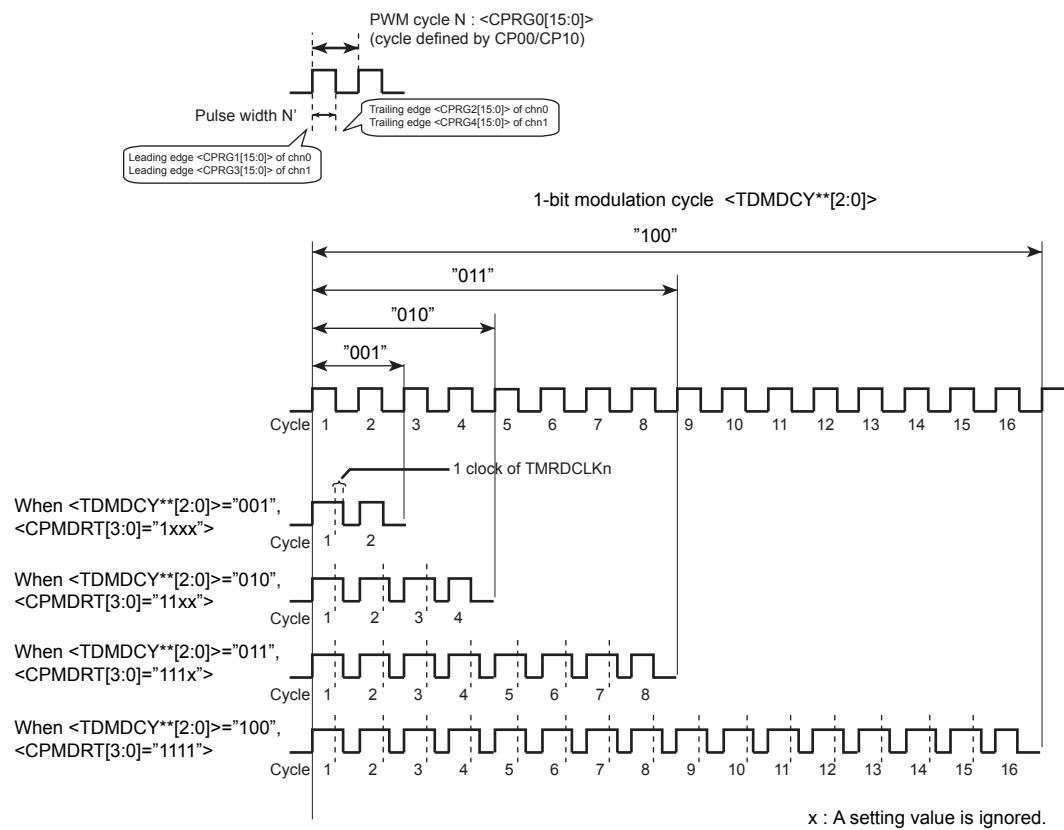 PWM cycle N : <CPRG0[15:0]>
(cycle defined by CP00/CP10)
Pulse width N'
Trailing edge <CPRG2[15:0]> of chn0
Trailing edge <CPRG4[15:0]> of chn1
Leading edge <CPRG1[15:0]> of chn0
Leading edge <CPRG3[15:0]> of chn1
1-bit modulation cycle <TDMDCY**[2:0]>
"100"
"011"
"010"
"001"
Cycle 1 2 3 4 5 6 7 8 9 10 11 12 13 14 15 16
1 clock of TMRDCLKn
When <TDMDCY**[2:0]>="001",
<CPMDRT[3:0]="1xxx">
Cycle 1 2
When <TDMDCY**[2:0]>="010",
<CPMDRT[3:0]="11xx">
Cycle 1 2 3 4
When <TDMDCY**[2:0]>="011",
<CPMDRT[3:0]="111x">
Cycle 1 2 3 4 5 6 7 8
When <TDMDCY**[2:0]>="100",
<CPMDRT[3:0]="1111">
Cycle 1 2 3 4 5 6 7 8 9 10 11 12 13 14 15 16
x : A setting value is ignored.